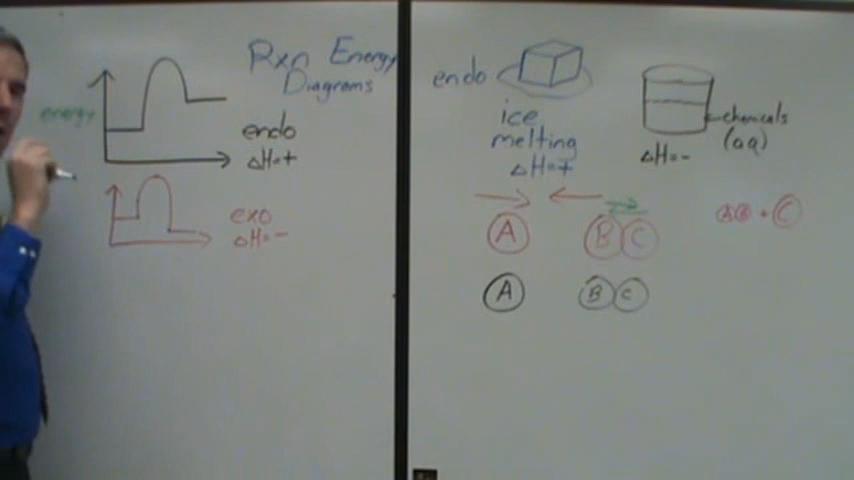 Rxn Energy
Diagrams
energy
endo
ΔH=+
exo
ΔH=-
endo
ice
melting
ΔH=+
chemicals
(aq)
ΔH=-
A
B C
A B + C
A
B C